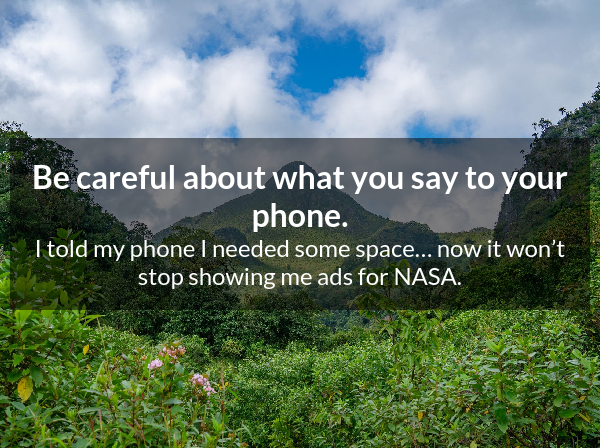 Be careful about what you say to your
phone.
I told my phone I needed some space... now it won’t
stop showing me ads for NASA.